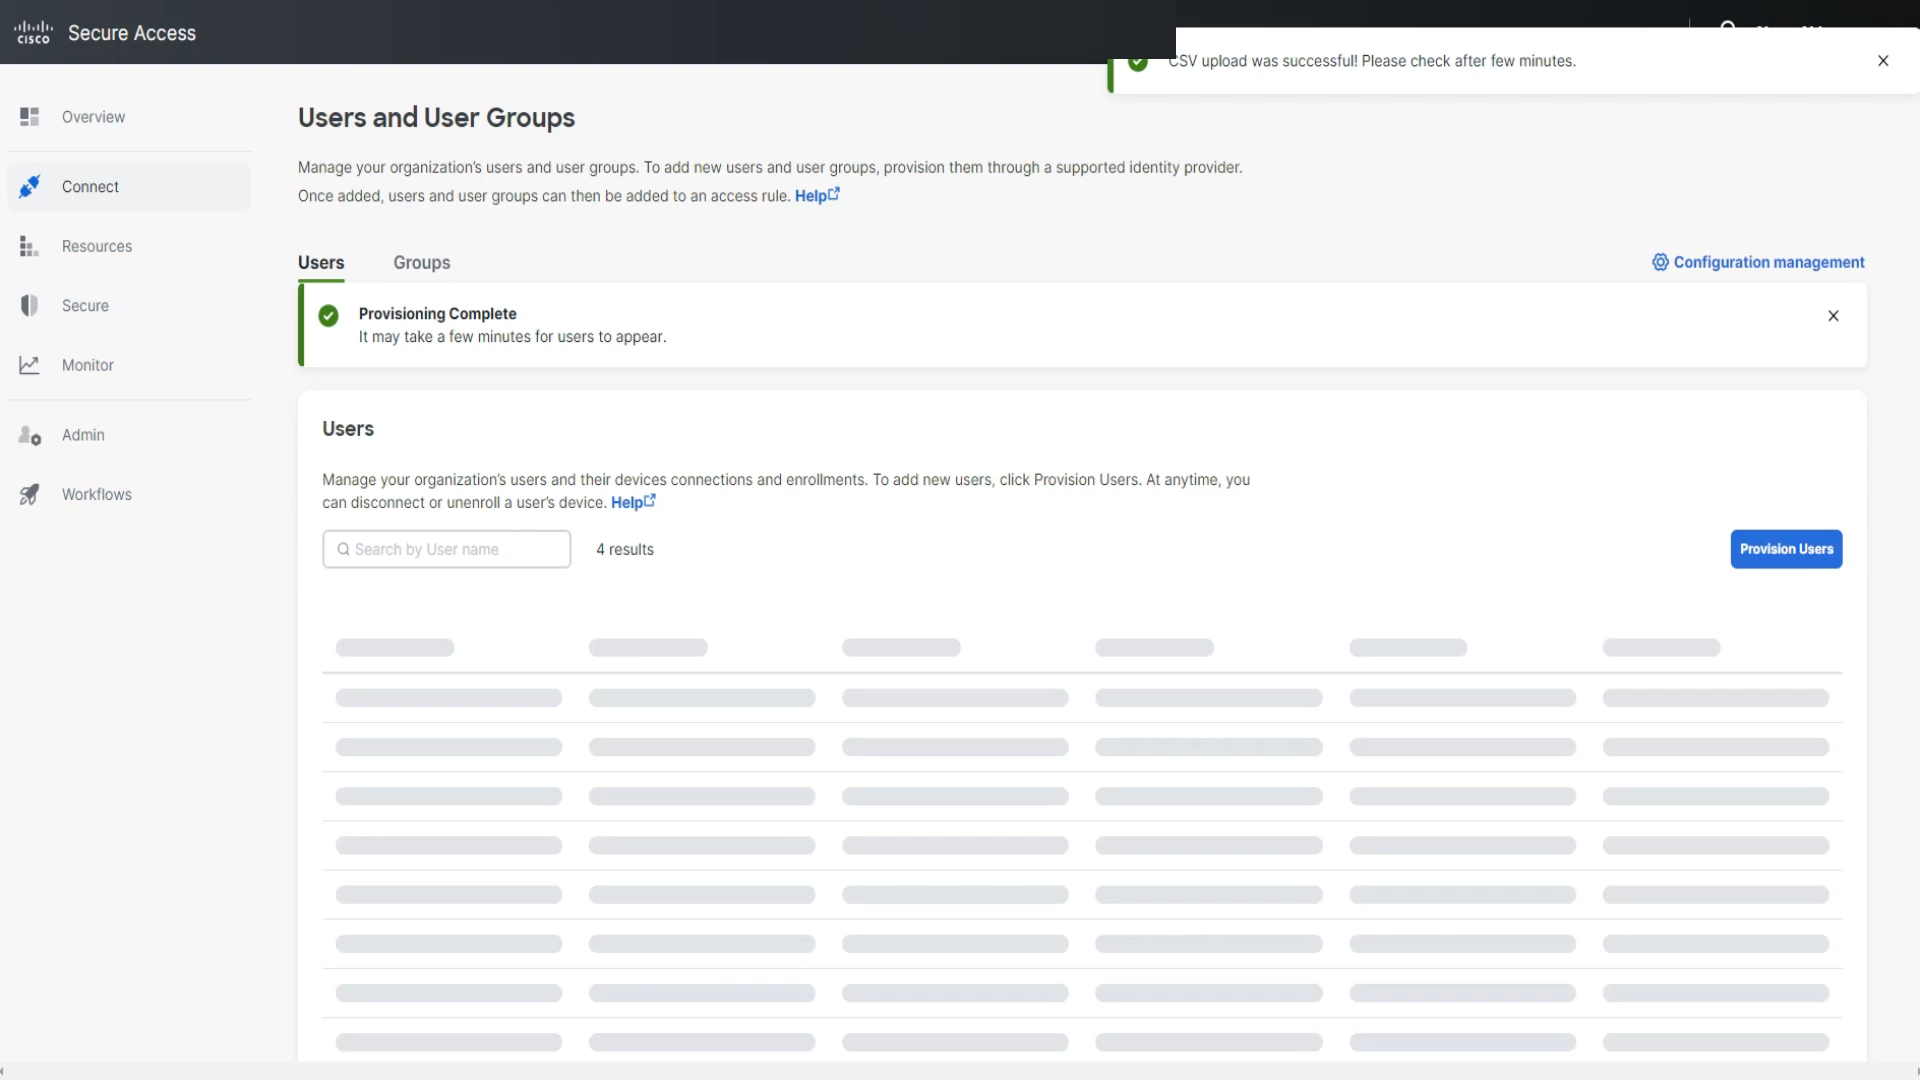 CISCO Secure Access
CSV upload was successful! Please check after few minutes.
Overview
Connect
Resources
Secure
Monitor
Admin
Workflows
Users and User Groups
Manage your organization's users and user groups. To add new users and user groups, provision them through a supported identity provider.
Once added, users and user groups can then be added to an access rule. Help
Users Groups
Configuration management
Provisioning Complete
It may take a few minutes for users to appear.
Users
Manage your organization's users and their devices connections and enrollments. To add new users, click Provision Users. At anytime, you
can disconnect or unenroll a user's device. Help
Search by User name
4 results
Provision Users